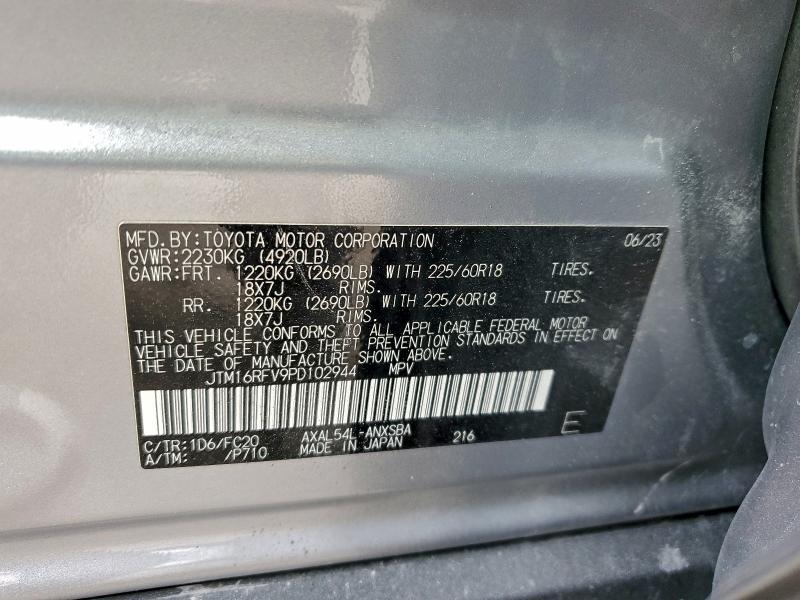 MFD. BY: TOYOTA MOTOR CORPORATION 06/23
GVWR: 2230KG (4920LB)
GAWR: FRT. 1220KG (2690LB) WITH 225/60R18 TIRES.
18X7J RIMS.
RR. 1220KG (2690LB) WITH 225/60R18 TIRES.
18X7J RIMS.
THIS VEHICLE CONFORMS TO ALL APPLICABLE FEDERAL MOTOR
VEHICLE SAFETY AND THEFT PREVENTION STANDARDS IN EFFECT ON
THE DATE OF MANUFACTURE SHOWN ABOVE.
JTM16RFV9PD102944 MPV
C/TR: 1D6/FC20 AXAL54L-ANXSBA 216 E
A/TM: /P710 MADE IN JAPAN